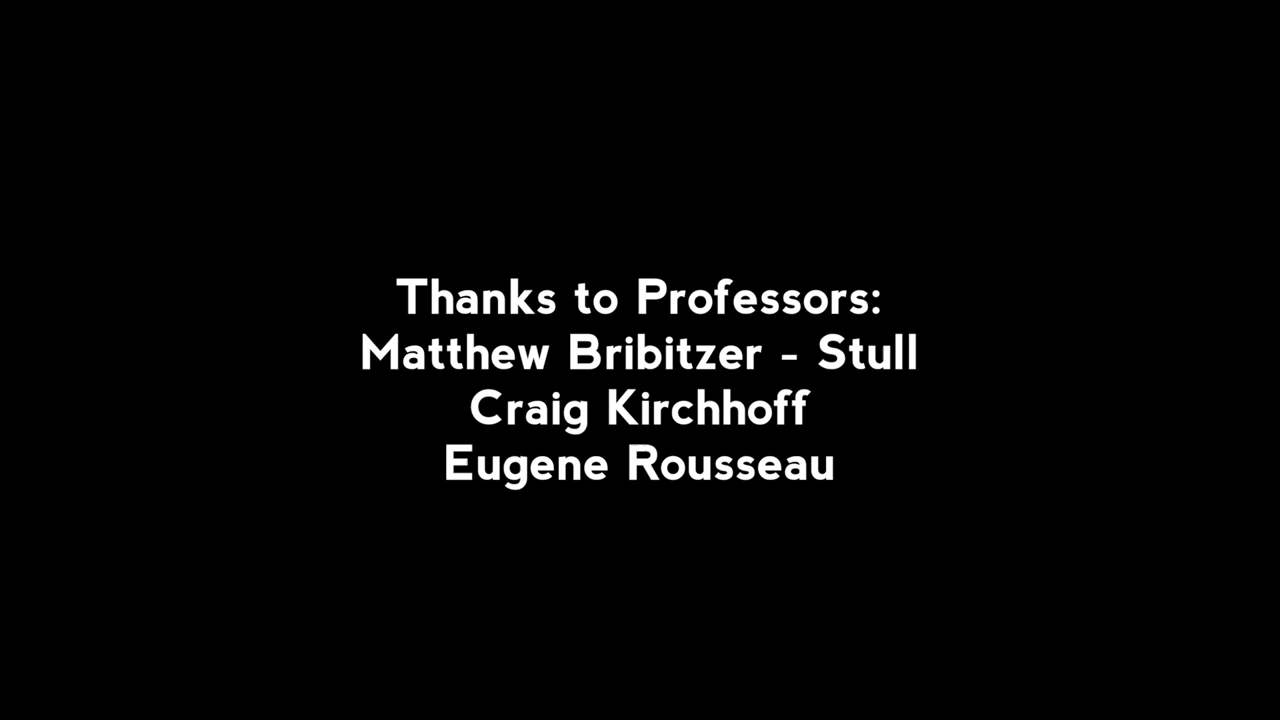 Thanks to Professors:
Matthew Bribitzer - Stull
Craig Kirchhoff
Eugene Rousseau